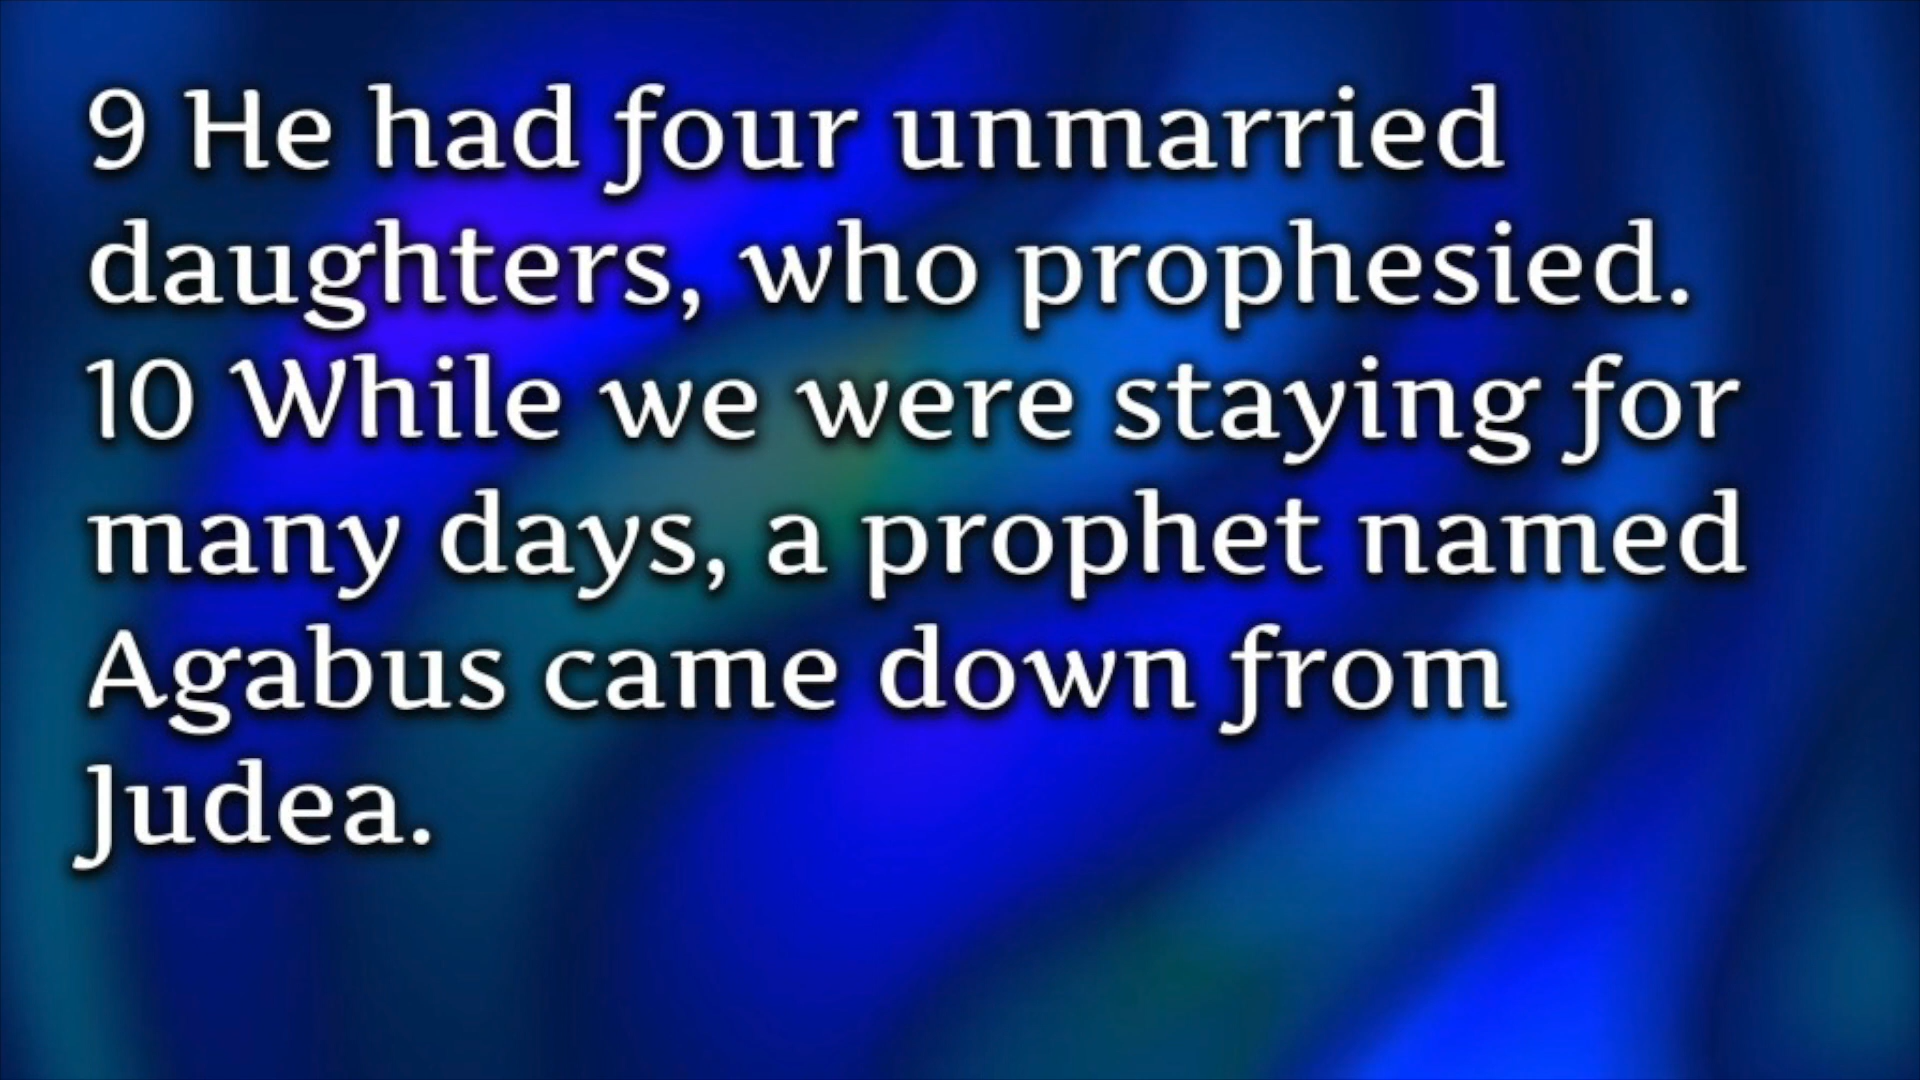 9 He had four unmarried
daughters, who prophesied.
10 While we were staying for
many days, a prophet named
Agabus came down from
Judea.